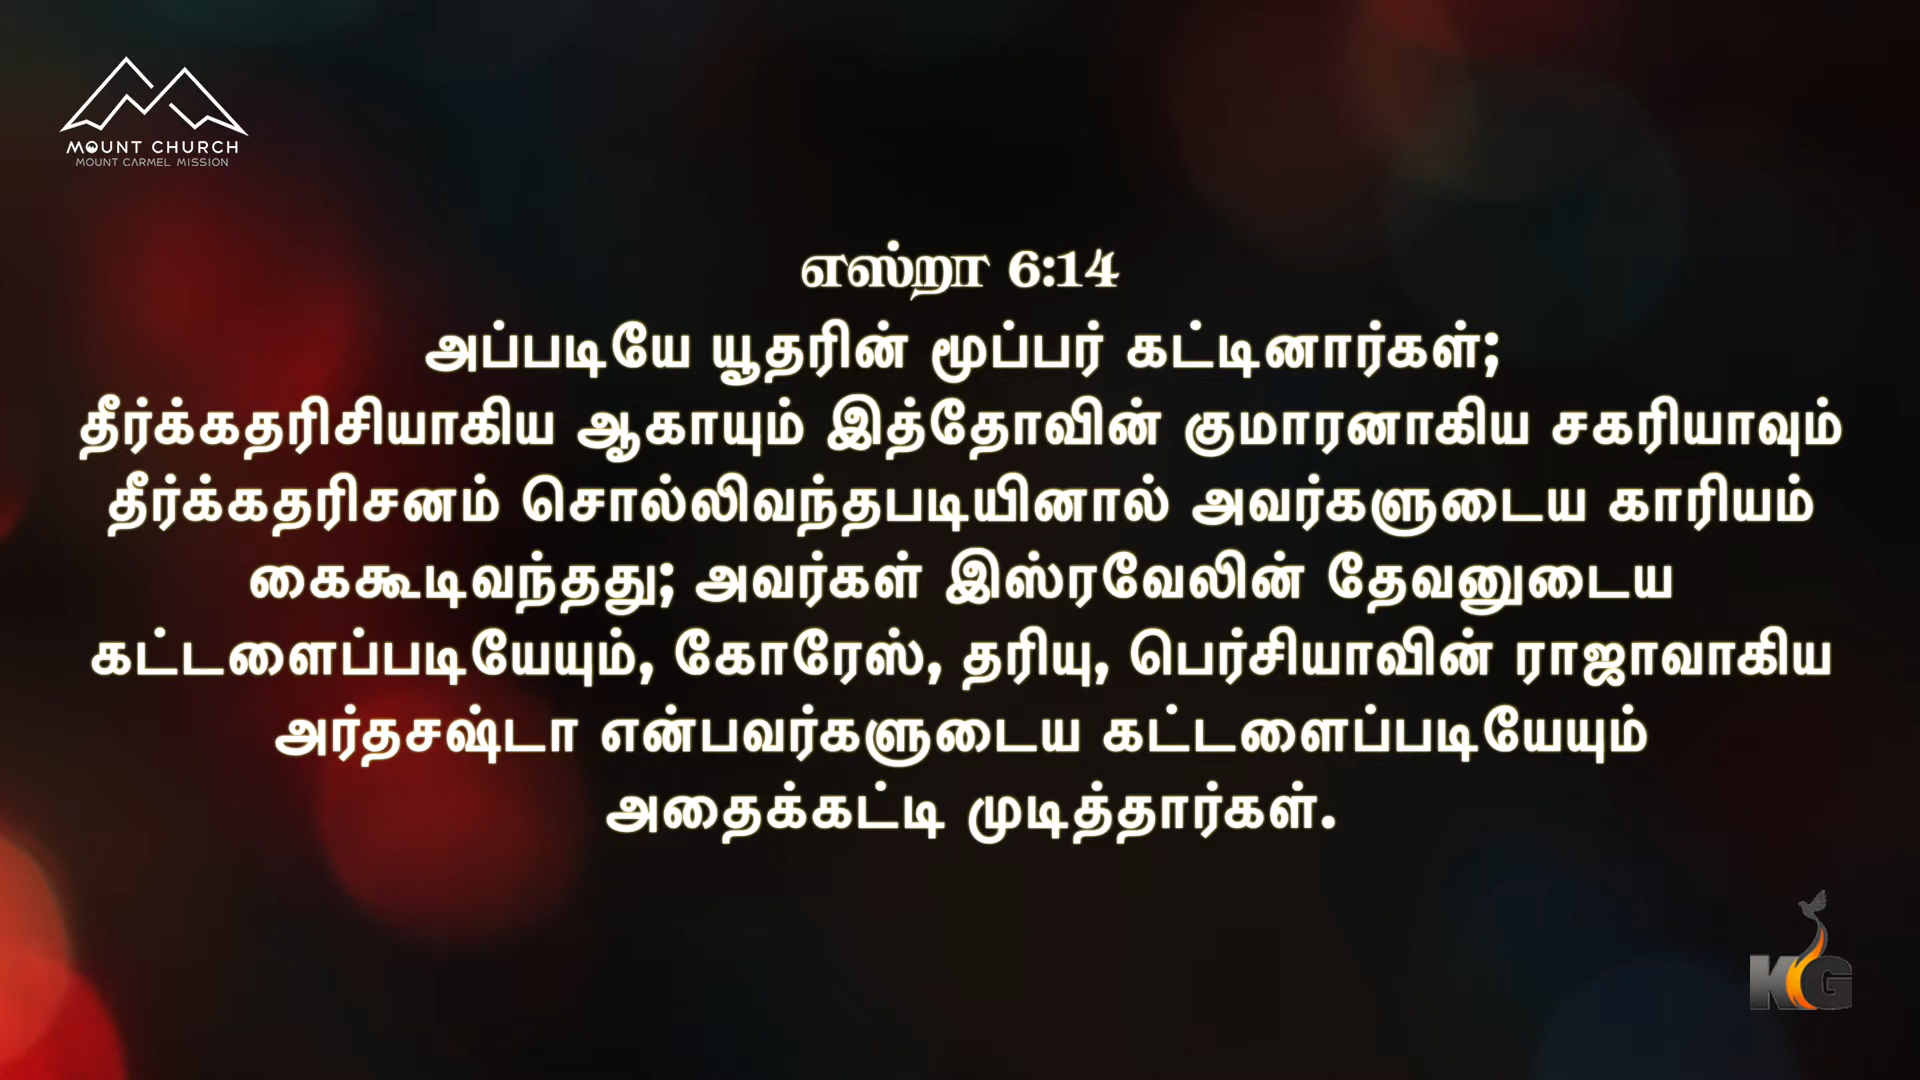 MOUNT CHURCH
MOUNT CARMEL MISSION
எஸ்றா 6:14
அப்படியே யூதரின் மூப்பர் கட்டினார்கள்;
தீர்க்கதரிசியாகிய ஆகாயும் இத்தோவின் குமாரனாகிய சகரியாவும்
தீர்க்கதரிசனம் சொல்லிவந்தபடியினால் அவர்களுடைய காரியம்
கைகூடிவந்தது; அவர்கள் இஸ்ரவேலின் தேவனுடைய
கட்டளைப்படியேயும், கோரேஸ், தரியு, பெர்சியாவின் ராஜாவாகிய
அர்தசஷ்டா என்பவர்களுடைய கட்டளைப்படியேயும்
அதைக்கட்டி முடித்தார்கள்.
KG